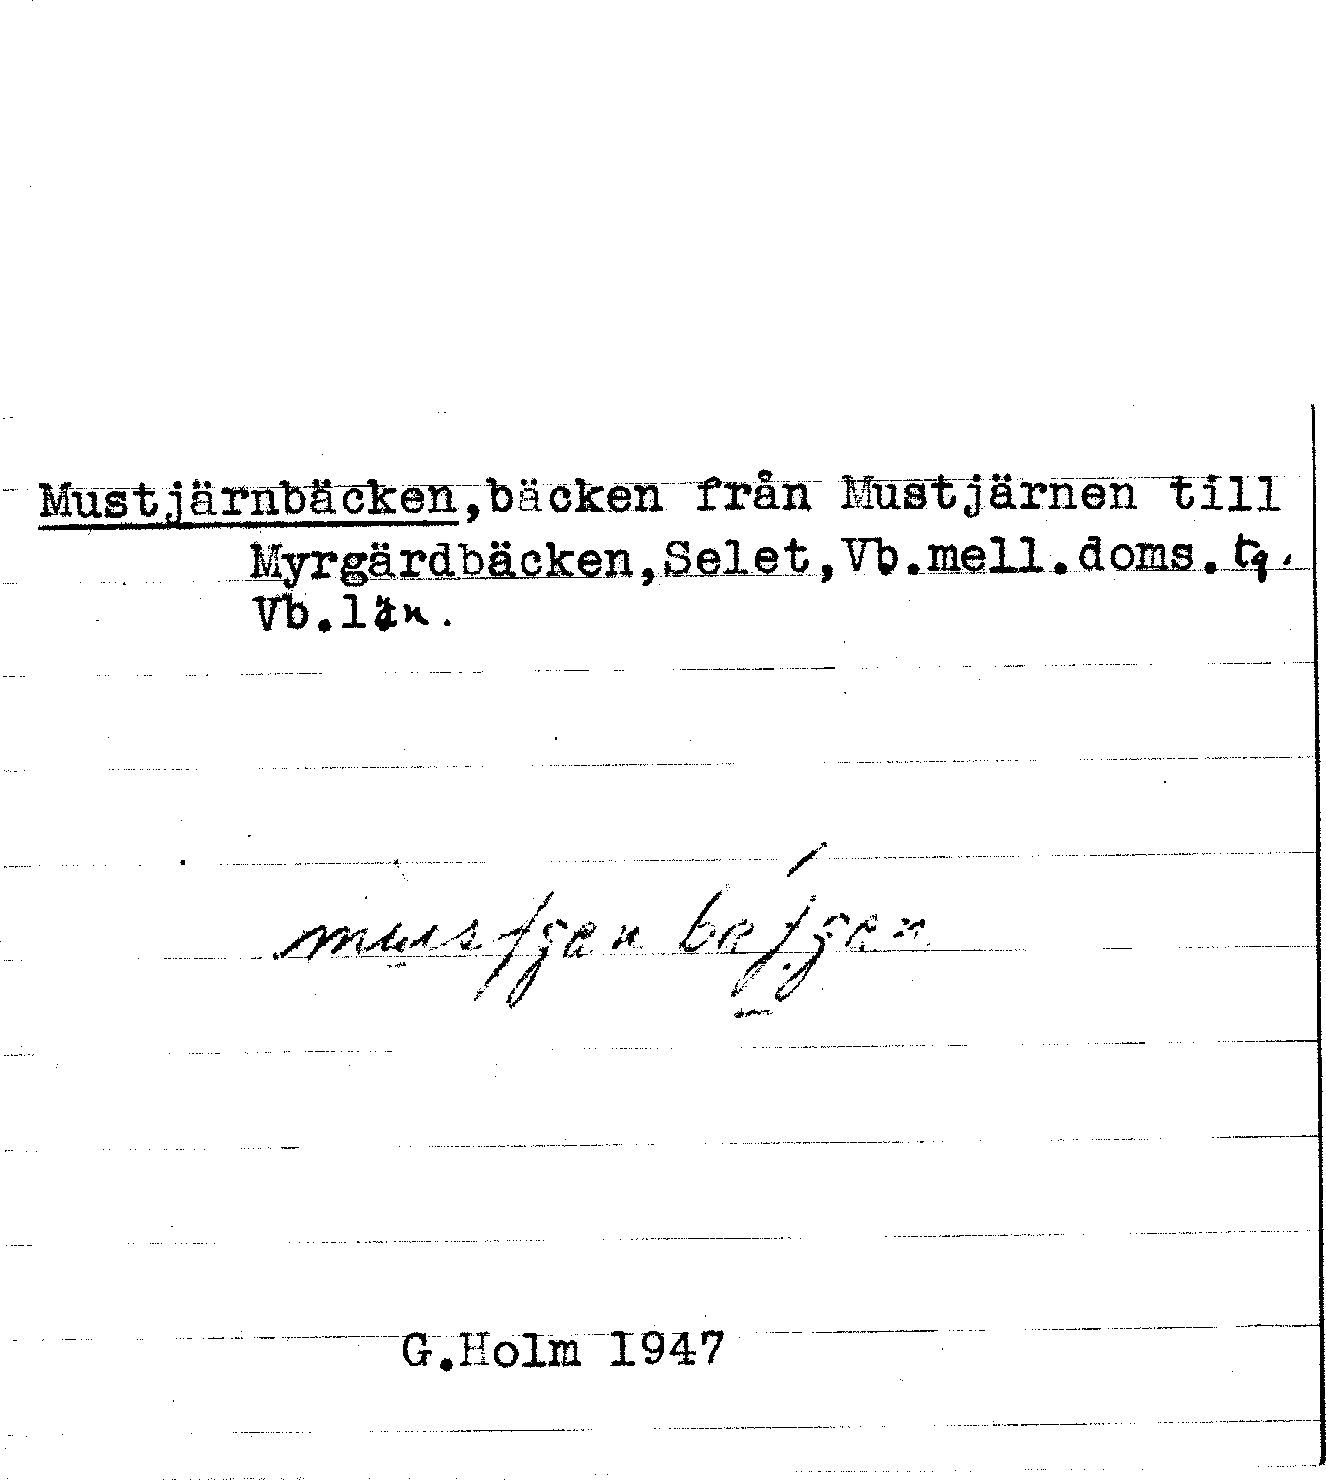 Mustjärnbäcken,bäcken från Mustjärnen till
Myrgärdbäcken,Selet,Vb.mell.doms.tg.
Vb.län.
G.Holm 1947